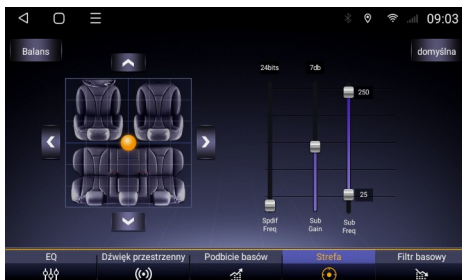 09:03
Balans
domyślna
24bits 7db
250
25
Spdif Freq
Sub Gain
Sub Freq
EQ Dźwięk przestrzenny Podbicie basów Strefa Filtr basowy